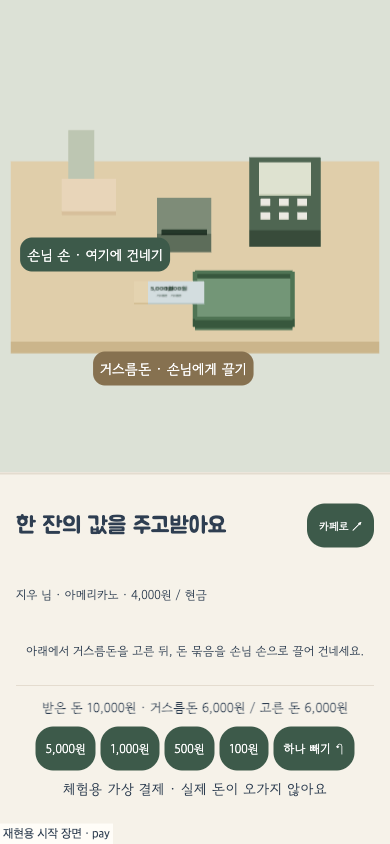 손님 손 · 여기에 건네기
거스름돈 · 손님에게 끌기
한 잔의 값을 주고받아요
카페로 ↗
지우 님 · 아메리카노 · 4,000원 / 현금
아래에서 거스름돈을 고른 뒤, 돈 묶음을 손님 손으로 끌어 건네세요.
받은 돈 10,000원 · 거스름돈 6,000원 / 고른 돈 6,000원
5,000원 1,000원 500원 100원 하나 빼기 ↰
체험용 가상 결제 · 실제 돈이 오가지 않아요
재현용 시작 장면 · pay